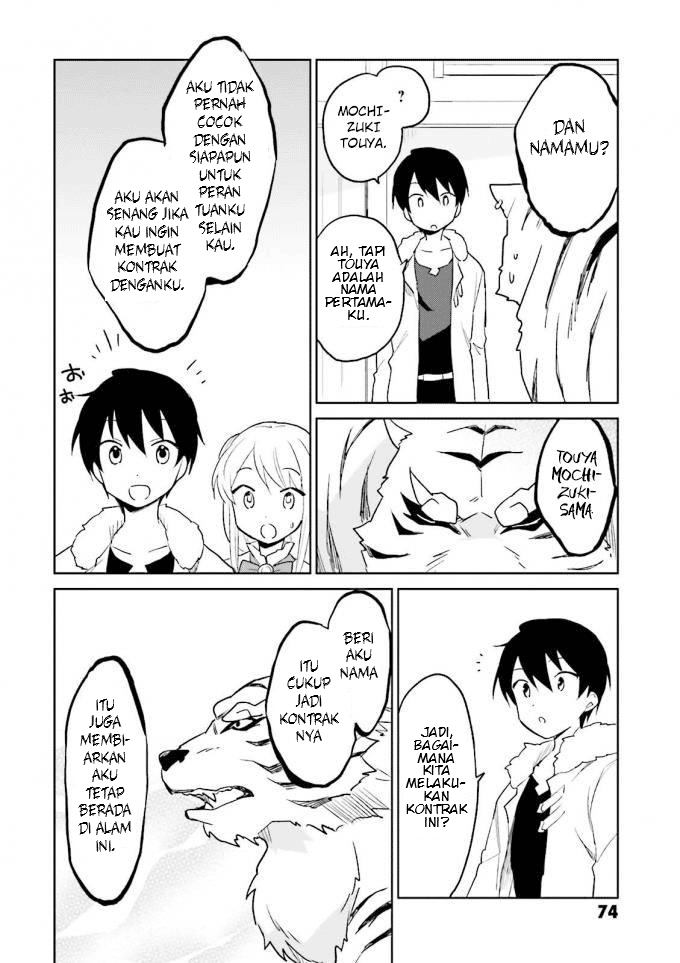 DAN
NAMAMU?
?
MOCHI-
ZUKI
TOUYA.
AH, TAPI
TOUYA
ADALAH
NAMA
PERTAMA-
KU.
TOUYA
MOCHI-
ZUKI-
SAMA
AKU TIDAK
PERNAH
COCOK
DENGAN
SIAPAPUN
UNTUK
PERAN
TUANKU
SELAIN
KAU.
AKU AKAN
SENANG JIKA
KAU INGIN
MEMBUAT
KONTRAK
DENGANKU.
おぉ
JADI,
BAGAI-
MANA
KITA
MELAKU-
KAN
KONTRAK
INI?
BERI
AKU
NAMA
ITU
CUKUP
JADI
KONTRAK
NYA
ITU
JUGA
MEMBI-
ARKAN
AKU
TETAP
BERADA
DI ALAM
INI.
74